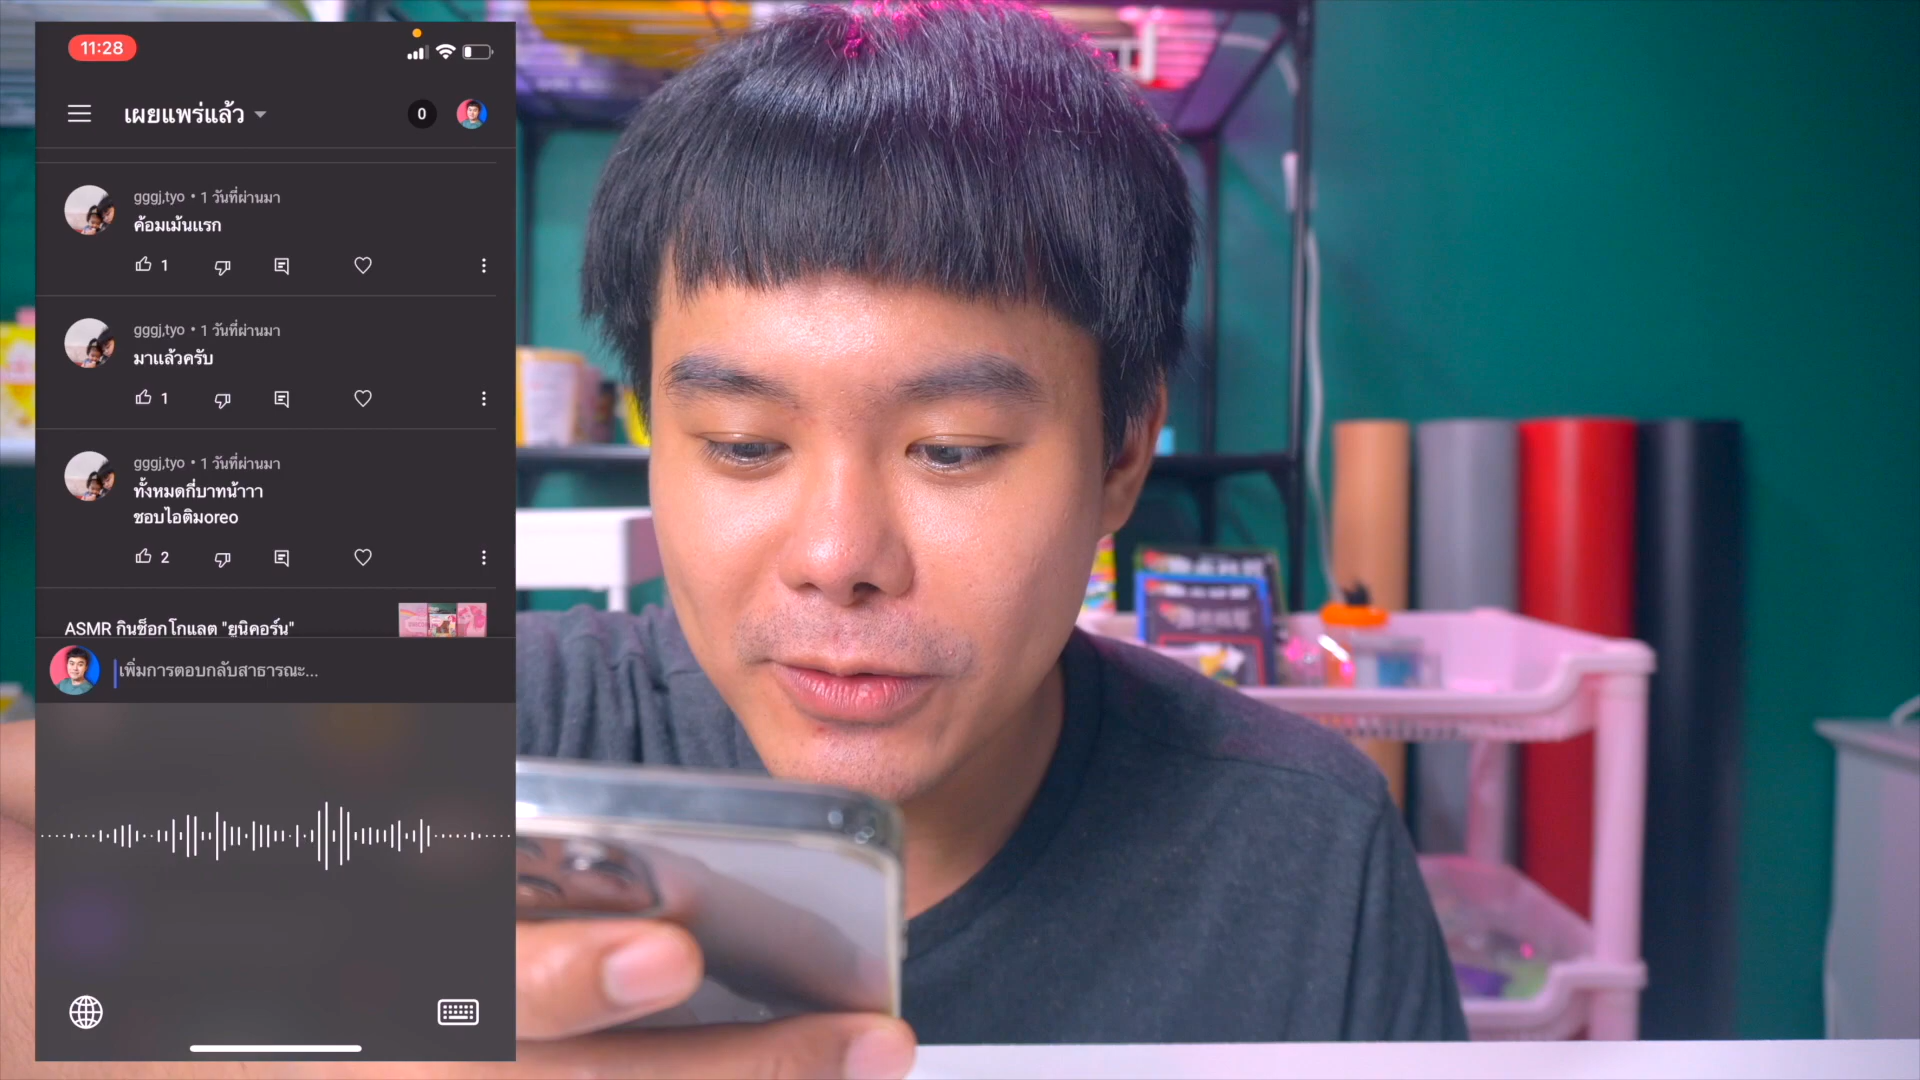 11:28
เผยแพร่แล้ว
0
gggj,tyo • 1 วันที่ผ่านมา
ค้อมเม้นแรก
1
gggj,tyo • 1 วันที่ผ่านมา
มาแล้วครับ
1
gggj,tyo • 1 วันที่ผ่านมา
ทั้งหมดกี่บาทน้าาา
ชอบไอติมoreo
2
ASMR กินช็อกโกแลต "ยูนิคอร์น"
เพิ่มการตอบกลับสาธารณะ...